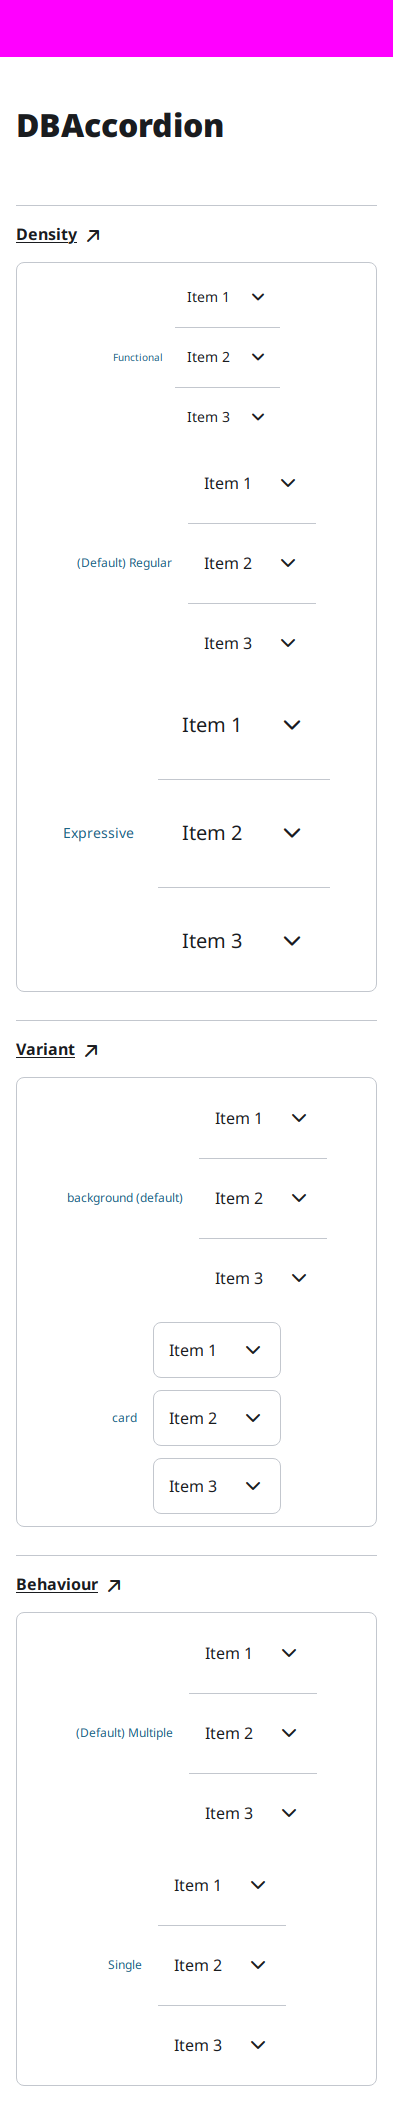 DBAccordion
Density
Item 1
Functional Item 2
Item 3
Item 1
(Default) Regular Item 2
Item 3
Item 1
Expressive Item 2
Item 3
Variant
Item 1
background (default) Item 2
Item 3
Item 1
card Item 2
Item 3
Behaviour
Item 1
(Default) Multiple Item 2
Item 3
Item 1
Single Item 2
Item 3